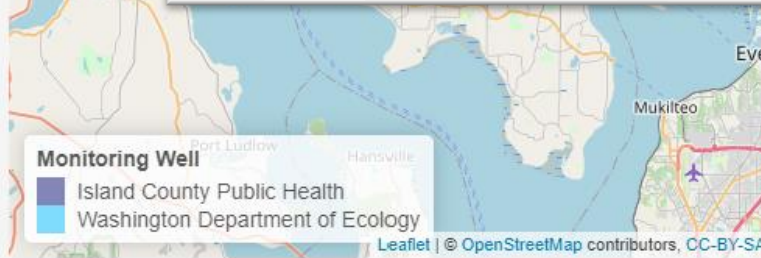 Eve
Mukilteo
Port Ludlow
Hansville
Monitoring Well
Island County Public Health
Washington Department of Ecology
Leaflet | © OpenStreetMap contributors, CC-BY-SA